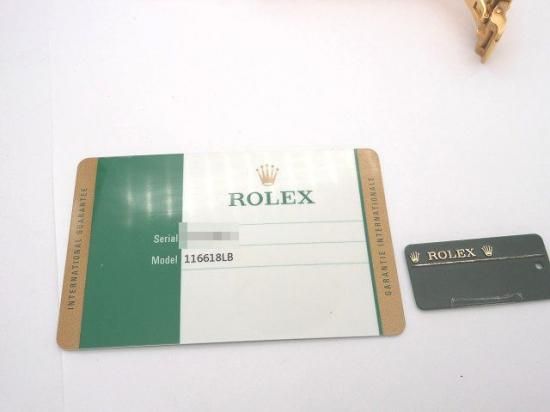 INTERNATIONAL GUARANTEE
ROLEX
Serial
Model 116618LB
GARANTIE INTERNATIONALE
ROLEX